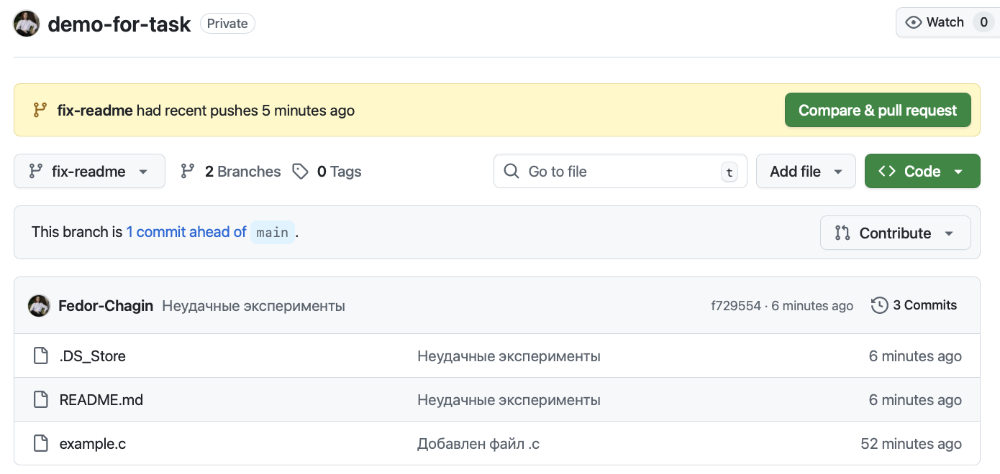 demo-for-task Private Watch 0
fix-readme had recent pushes 5 minutes ago Compare & pull request
fix-readme 2 Branches 0 Tags Go to file t Add file Code
This branch is 1 commit ahead of main . Contribute
Fedor-Chagin Неудачные эксперименты f729554 · 6 minutes ago 3 Commits
.DS_Store Неудачные эксперименты 6 minutes ago
README.md Неудачные эксперименты 6 minutes ago
example.c Добавлен файл .c 52 minutes ago